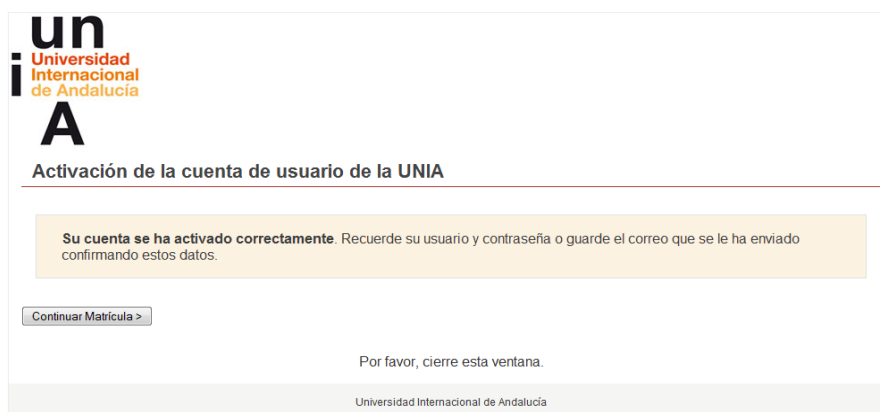 un
i
Universidad
Internacional
de Andalucía
A
Activación de la cuenta de usuario de la UNIA
Su cuenta se ha activado correctamente. Recuerde su usuario y contraseña o guarde el correo que se le ha enviado
confirmando estos datos.
Continuar Matrícula >
Por favor, cierre esta ventana.
Universidad Internacional de Andalucía